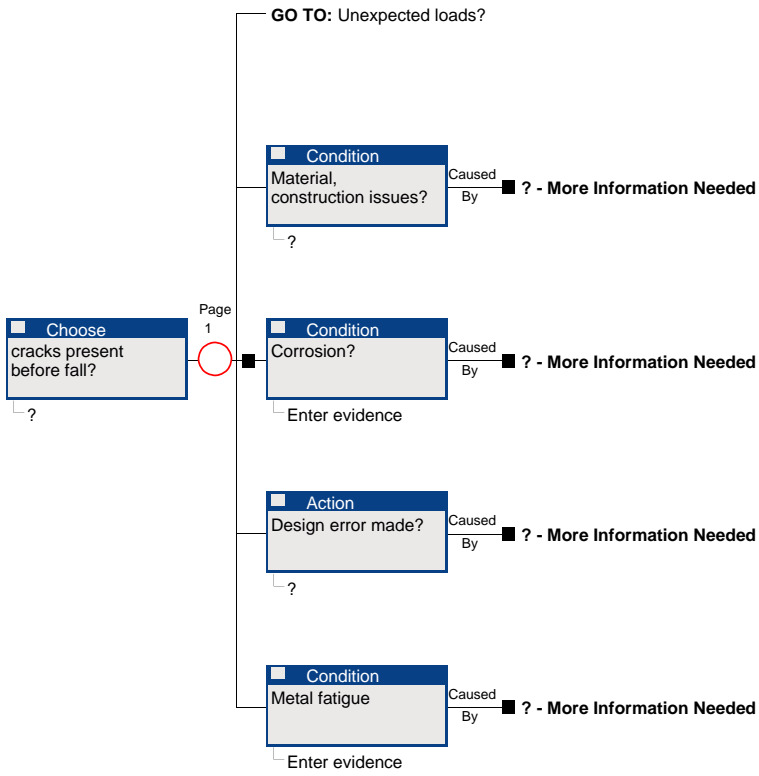 GO TO: Unexpected loads?
Condition
Material,
construction issues?
?
Caused
By
? - More Information Needed
Page
1
Choose
cracks present
before fall?
?
Condition
Corrosion?
Enter evidence
Caused
By
? - More Information Needed
Action
Design error made?
?
Caused
By
? - More Information Needed
Condition
Metal fatigue
Enter evidence
Caused
By
? - More Information Needed